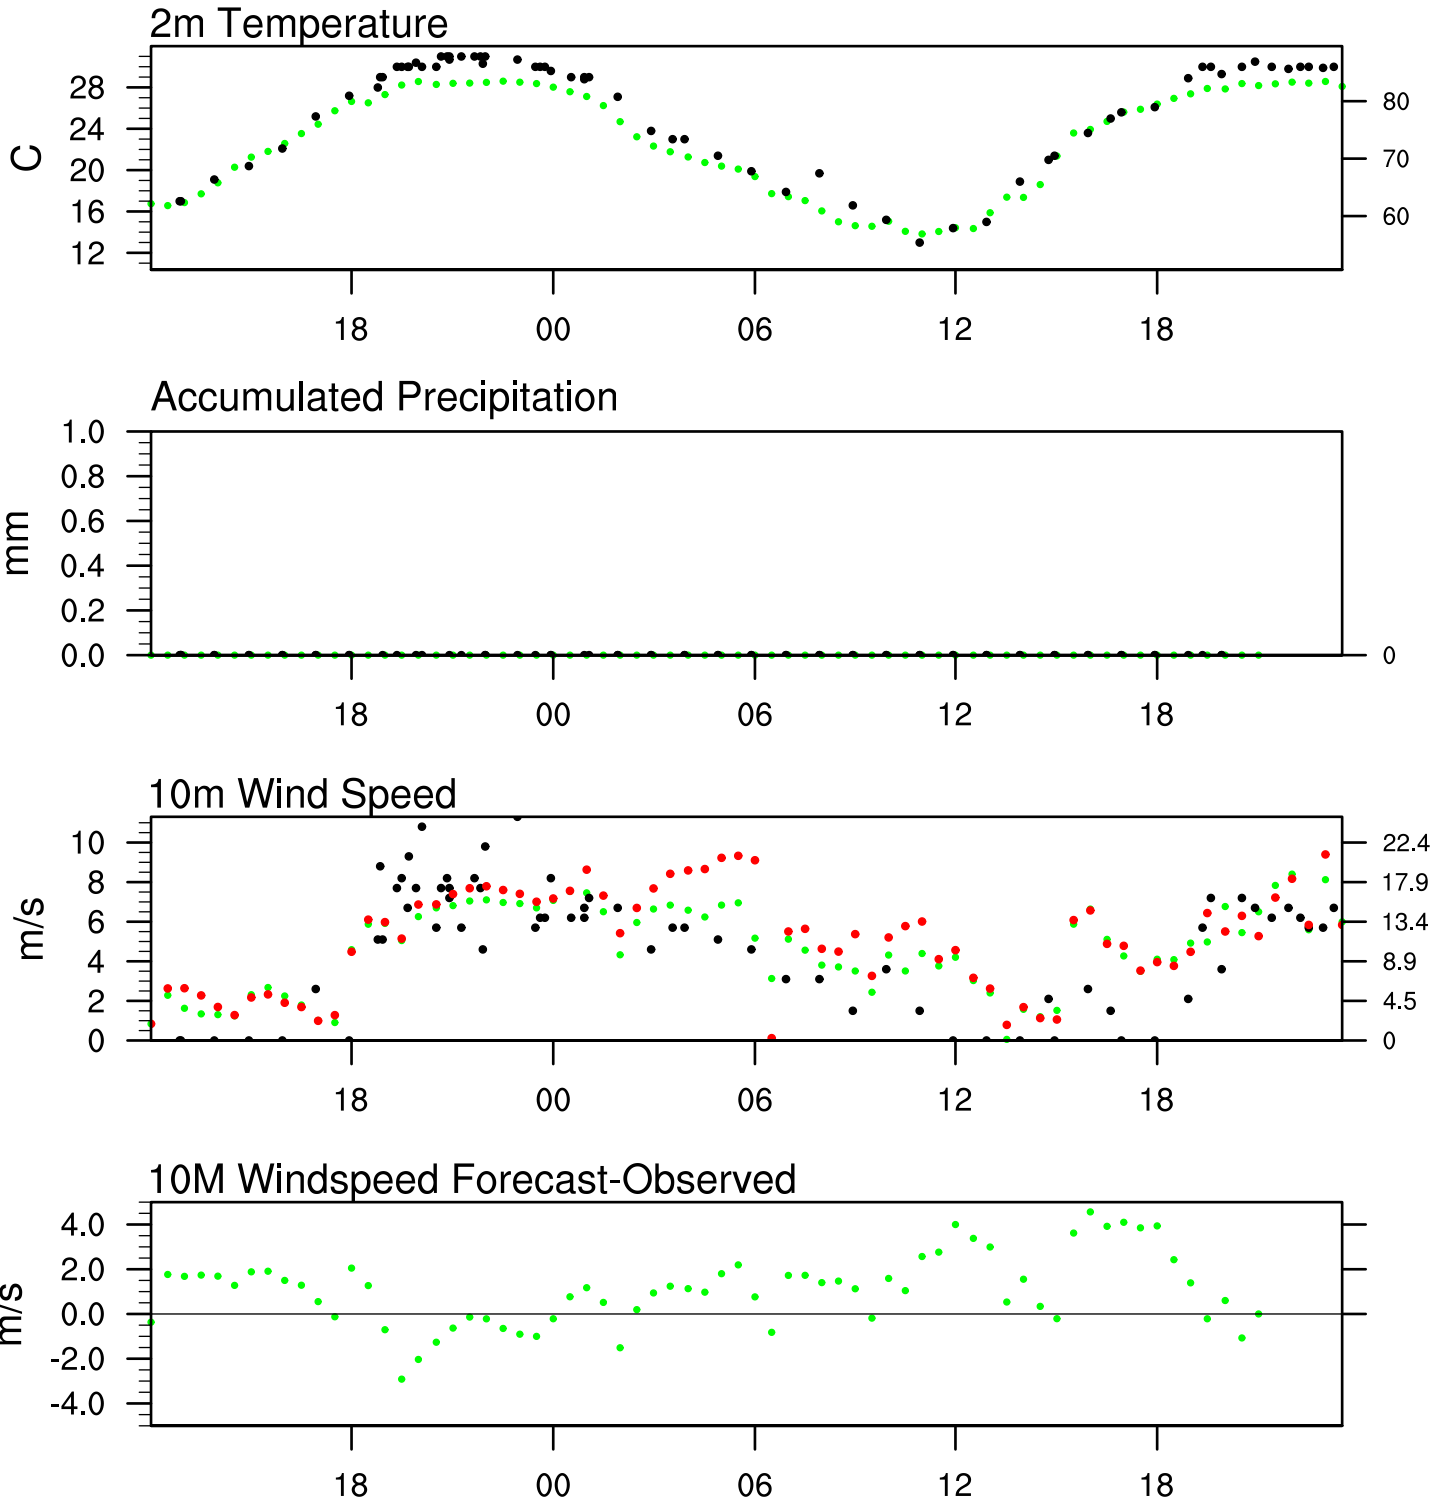 2m Temperature
28
24
20
16
12
C
80
70
60
18 00 06 12 18
Accumulated Precipitation
1.0
0.8
0.6
0.4
0.2
0.0
mm
0
18 00 06 12 18
10m Wind Speed
10
8
6
4
2
0
m/s
22.4
17.9
13.4
8.9
4.5
0
18 00 06 12 18
10M Windspeed Forecast-Observed
4.0
2.0
0.0
-2.0
-4.0
m/s
18 00 06 12 18